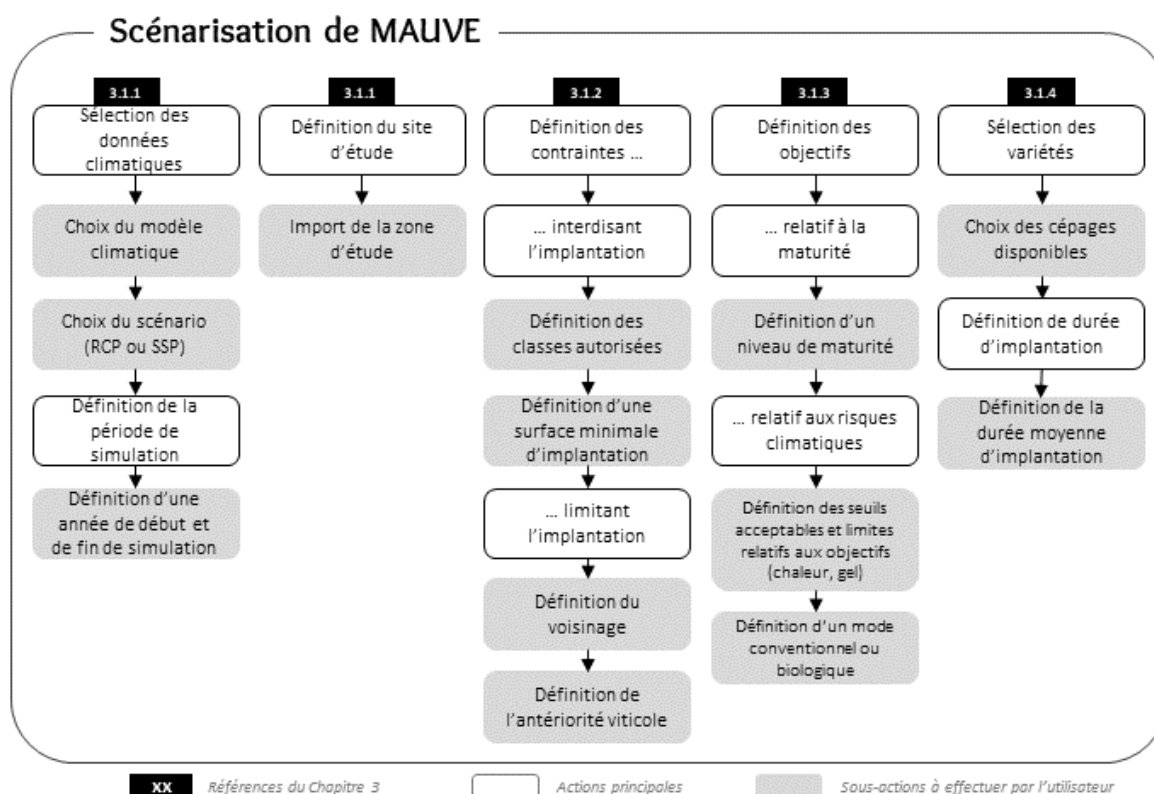 Scénarisation de MAUVE
3.1.1
Sélection des
données
climatiques
Choix du modèle
climatique
Choix du scénario
(RCP ou SSP)
Définition de la
période de
simulation
Définition d'une
année de début et
de fin de simulation
3.1.1
Définition du site
d'étude
Import de la zone
d'étude
3.1.2
Définition des
contraintes ...
... interdisant
l'implantation
Définition des
classes autorisées
Définition d'une
surface minimale
d'implantation
... limitant
l'implantation
Définition du
voisinage
Définition de
l'antériorité viticole
3.1.3
Définition des
objectifs
... relatif à la
maturité
Définition d'un
niveau de maturité
... relatif aux risques
climatiques
Définition des seuils
acceptables et limites
relatifs aux objectifs
(chaleur, gel)
Définition d'un mode
conventionnel ou
biologique
3.1.4
Sélection des
variétés
Choix des cépages
disponibles
Définition de durée
d'implantation
Définition de la
durée moyenne
d'implantation
XX Références du Chapitre 3
Actions principales
Sous-actions à effectuer par l'utilisateur